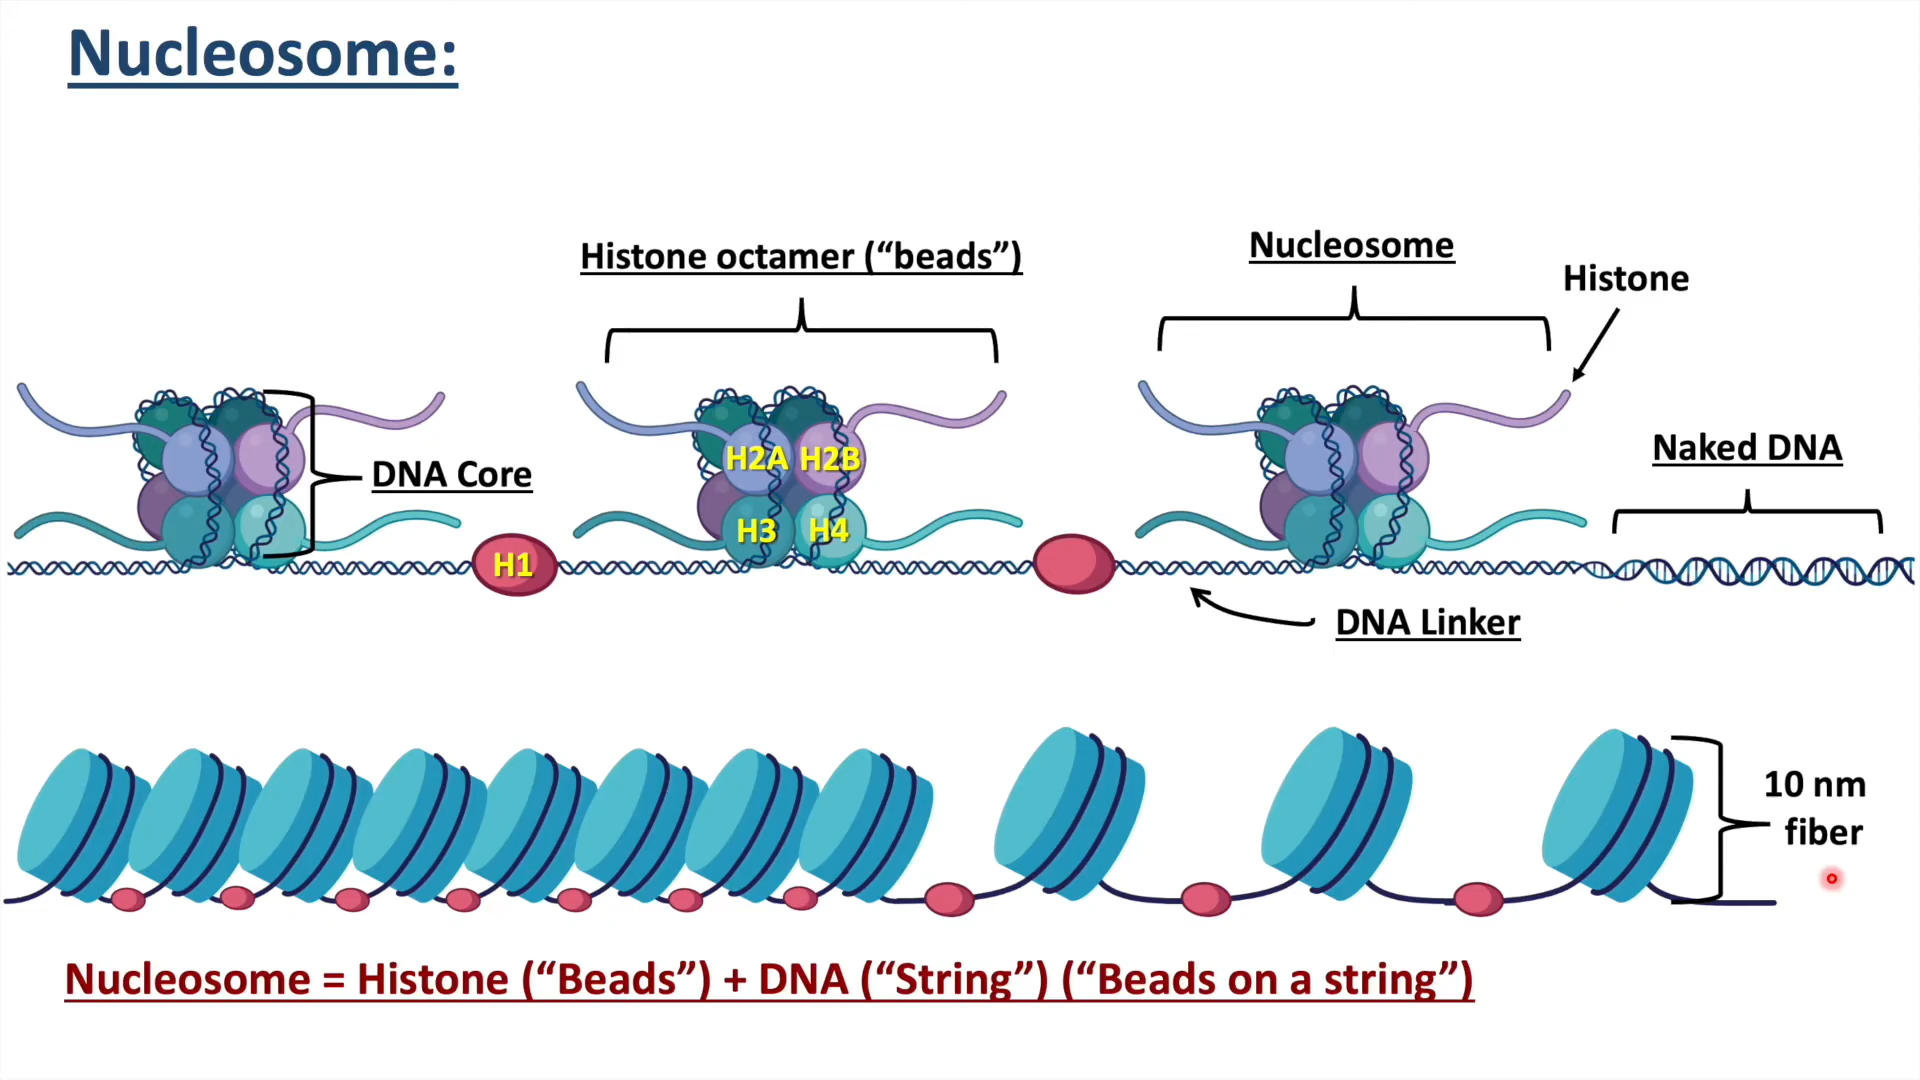 Nucleosome:
Histone octamer (“beads”)
Nucleosome
Histone
DNA Core
H2A H2B
H3 H4
H1
Naked DNA
DNA Linker
10 nm
fiber
Nucleosome = Histone (“Beads”) + DNA (“String”) (“Beads on a string”)